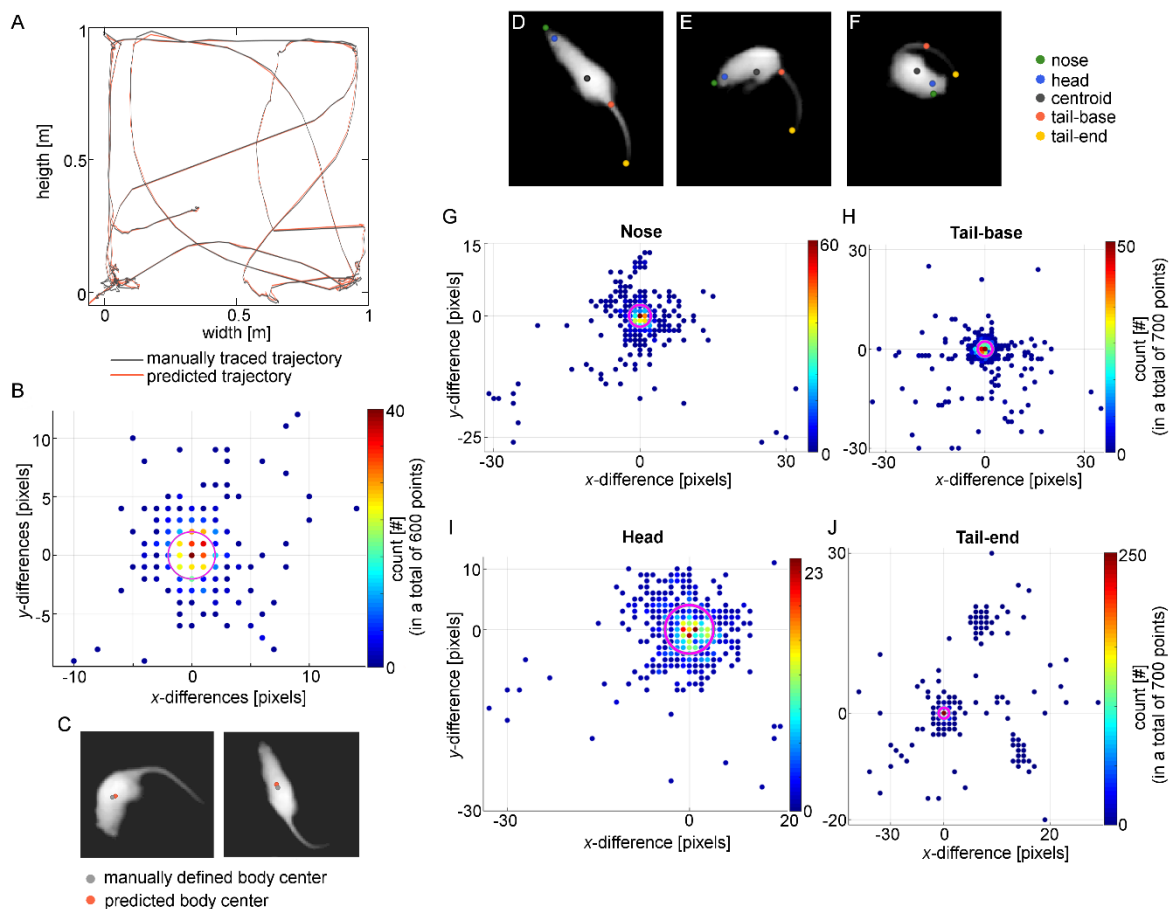 A
1
0.5
0
heigth [m]
0
0.5
1
width [m]
manually traced trajectory
predicted trajectory
B
10
5
0
-5
y-differences [pixels]
-10
0
10
x-differences [pixels]
40
0
count [#]
(in a total of 600 points)
C
manually defined body center
predicted body center
D
E
F
nose
head
centroid
tail-base
tail-end
G
Nose
15
0
-25
y-difference [pixels]
-30
0
30
x-difference [pixels]
60
0
H
Tail-base
30
0
-30
-30
0
30
x-difference [pixels]
50
0
count [#]
(in a total of 700 points)
I
Head
10
0
-30
y-difference [pixels]
-30
0
20
x-difference [pixels]
23
0
J
Tail-end
30
0
-20
-30
0
20
x-difference [pixels]
250
0
count [#]
(in a total of 700 points)